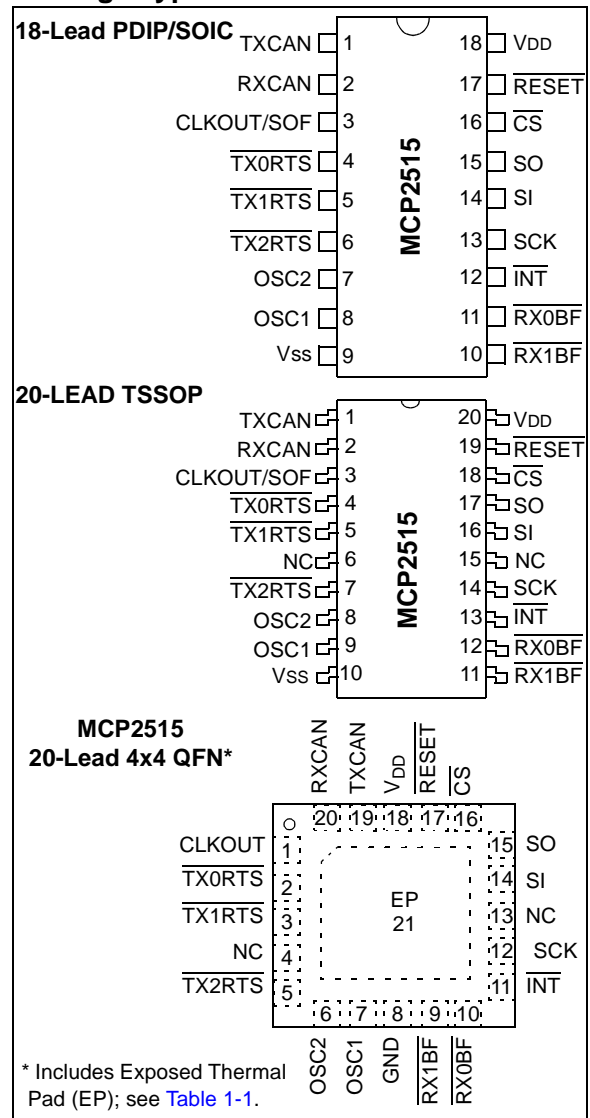 18-Lead PDIP/SOIC
TXCAN 1 18 VDD
RXCAN 2 17 RESET
CLKOUT/SOF 3 16 CS
TX0RTS 4 15 SO
TX1RTS 5 14 SI
TX2RTS 6 13 SCK
OSC2 7 12 INT
OSC1 8 11 RX0BF
Vss 9 10 RX1BF
MCP2515
20-LEAD TSSOP
TXCAN 1 20 VDD
RXCAN 2 19 RESET
CLKOUT/SOF 3 18 CS
TX0RTS 4 17 SO
TX1RTS 5 16 SI
NC 6 15 NC
TX2RTS 7 14 SCK
OSC2 8 13 INT
OSC1 9 12 RX0BF
Vss 10 11 RX1BF
MCP2515
MCP2515
20-Lead 4x4 QFN*
RXCAN TXCAN VDD RESET CS
20 19 18 17 16
CLKOUT 1 15 SO
TX0RTS 2 14 SI
TX1RTS 3 13 NC
NC 4 12 SCK
TX2RTS 5 11 INT
EP
21
6 7 8 9 10
OSC2 OSC1 GND RX1BF RX0BF
* Includes Exposed Thermal
Pad (EP); see Table 1-1.